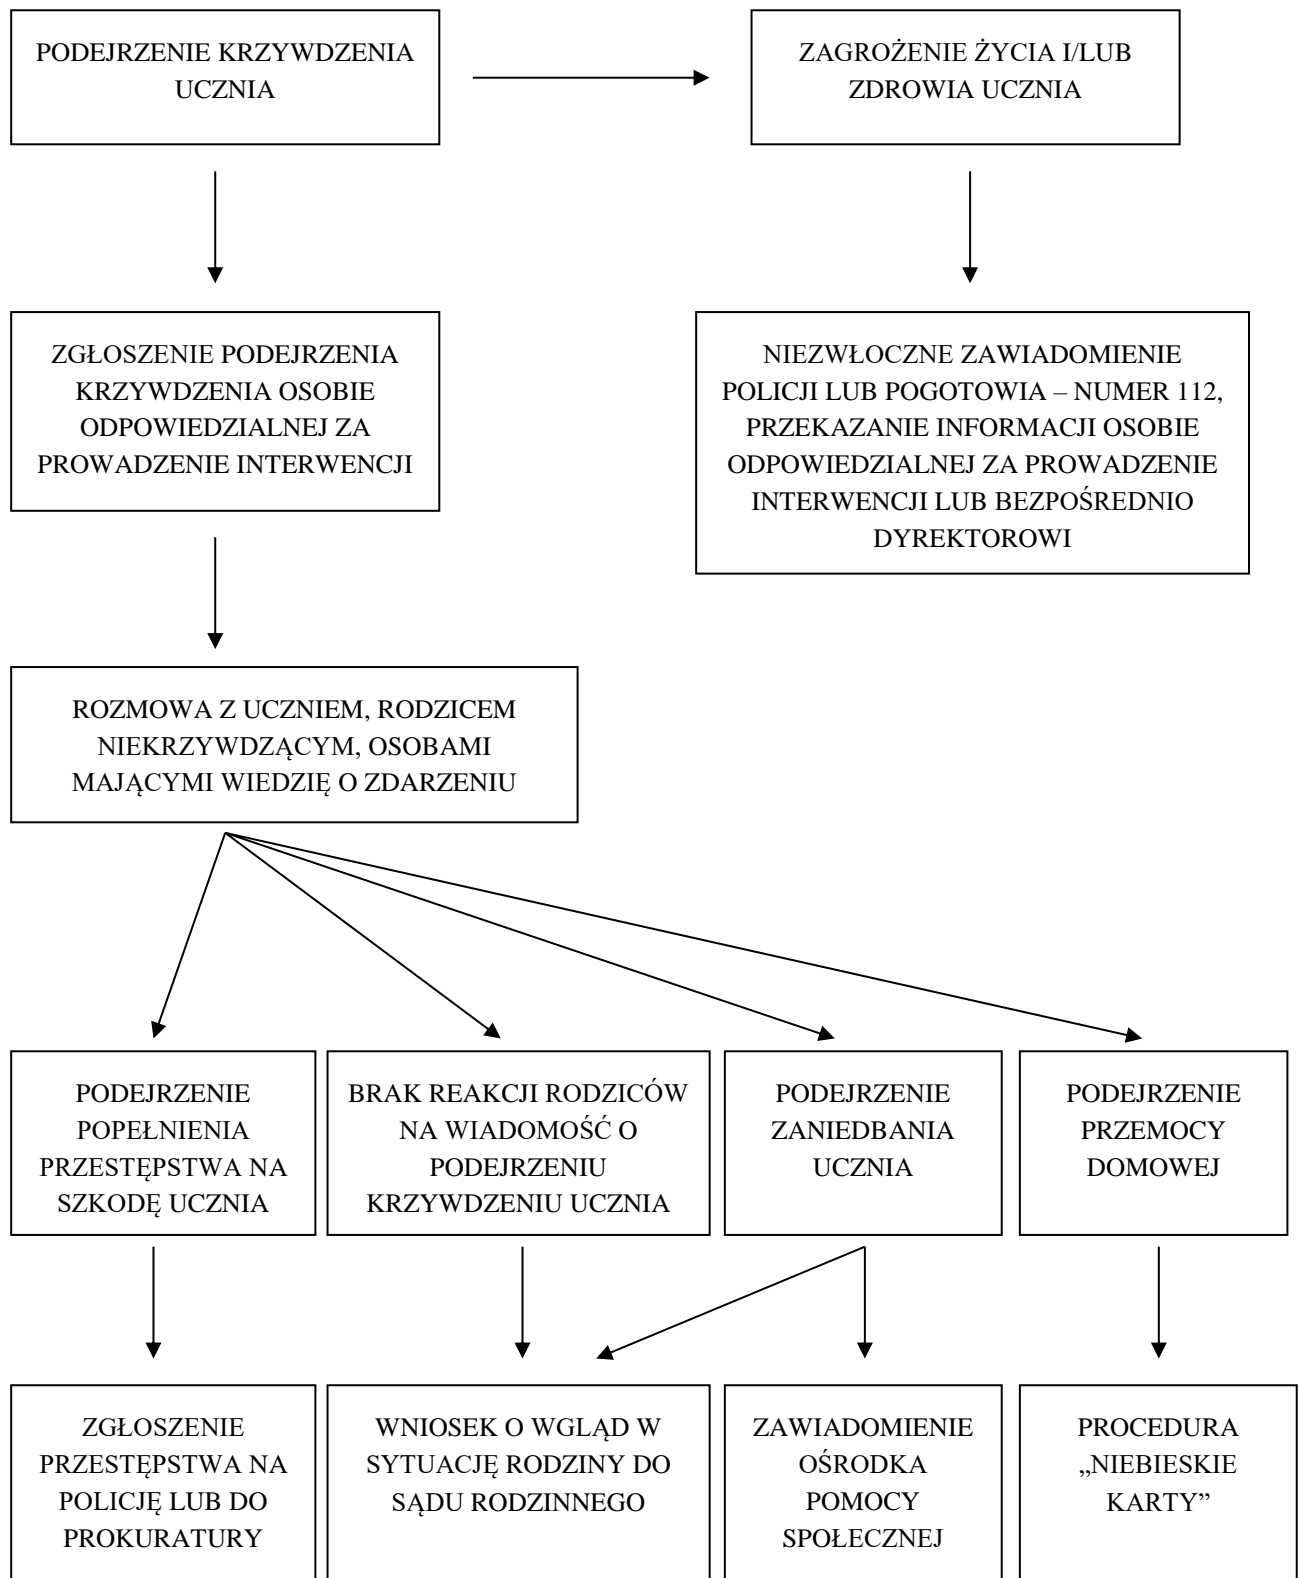 PODEJRZENIE KRZYWDZENIA
UCZNIA
ZAGROŻENIE ŻYCIA I/LUB
ZDROWIA UCZNIA
ZGŁOSZENIE PODEJRZENIA
KRZYWDZENIA OSOBIE
ODPOWIEDZIALNEJ ZA
PROWADZENIE INTERWENCJI
NIEZWŁOCZNE ZAWIADOMIENIE
POLICJI LUB POGOTOWIA – NUMER 112,
PRZEKAZANIE INFORMACJI OSOBIE
ODPOWIEDZIALNEJ ZA PROWADZENIE
INTERWENCJI LUB BEZPOŚREDNIO
DYREKTOROWI
ROZMOWA Z UCZNIEM, RODZICEM
NIEKRZYWDZĄCYM, OSOBAMI
MAJĄCYMI WIEDZIĘ O ZDARZENIU
PODEJRZENIE
POPEŁNIENIA
PRZESTĘPSTWA NA
SZKODĘ UCZNIA
BRAK REAKCJI RODZICÓW
NA WIADOMOŚĆ O
PODEJRZENIU
KRZYWDZENIU UCZNIA
PODEJRZENIE
ZANIEDBANIA
UCZNIA
PODEJRZENIE
PRZEMOCY
DOMOWEJ
ZGŁOSZENIE
PRZESTĘPSTWA NA
POLICJĘ LUB DO
PROKURATURY
WNIOSEK O WGLĄD W
SYTUACJĘ RODZINY DO
SĄDU RODZINNEGO
ZAWIADOMIENIE
OŚRODKA
POMOCY
SPOŁECZNEJ
PROCEDURA
„NIEBIESKIE
KARTY”